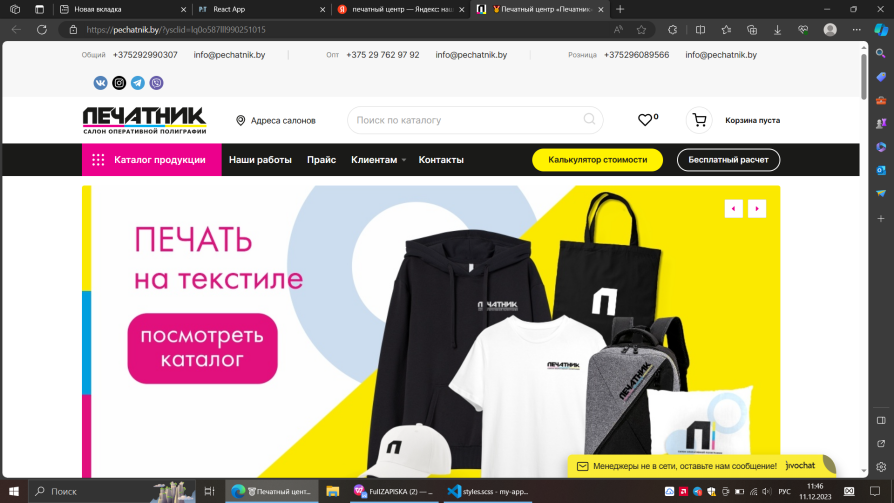 Новая вкладка
React App
печатный центр — Яндекс: наш
Печатный центр «Печатник»
https://pechatnik.by/?ysclid=lq0o587ll990251015
Общий +375292990307 info@pechatnik.by
Опт +375 29 762 97 92 info@pechatnik.by
Розница +375296089566 info@pechatnik.by
ПЕЧАТНИК
САЛОН ОПЕРАТИВНОЙ ПОЛИГРАФИИ
Адреса салонов
Поиск по каталогу
0
Корзина пуста
Каталог продукции Наши работы Прайс Клиентам Контакты Калькулятор стоимости Бесплатный расчет
ПЕЧАТЬ
на текстиле
посмотреть
каталог
ПЕЧАТНИК
ПЕЧАТНИК
ПЕЧАТНИК
Менеджеры не в сети, оставьте нам сообщение! jivochat
Поиск
Печатный цент...
FullZAPISKA (2) — ...
styles.scss - my-app...
РУС
11:46
11.12.2023